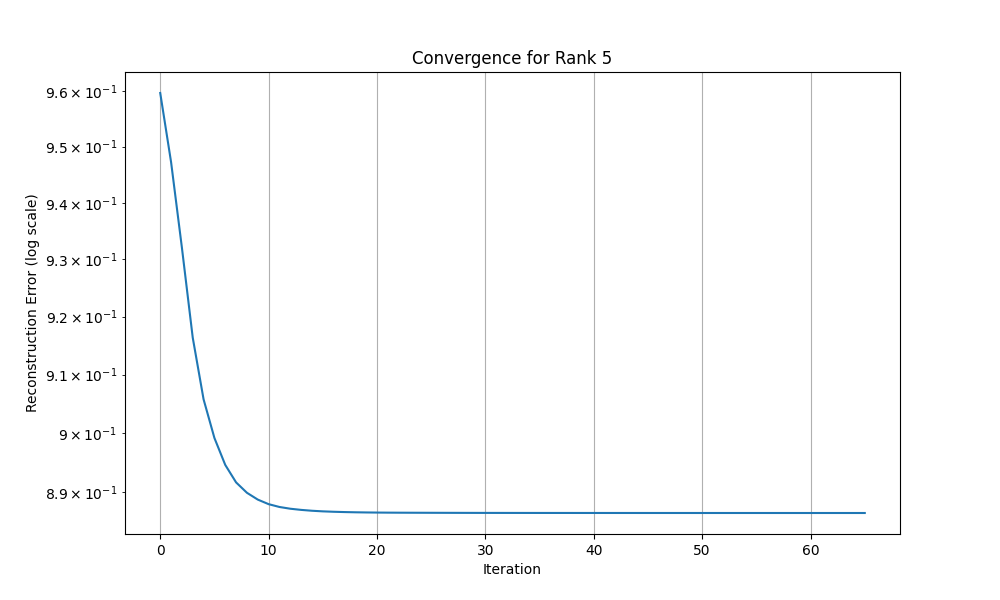 Convergence for Rank 5
Reconstruction Error (log scale)
9.6 × 10⁻¹
9.5 × 10⁻¹
9.4 × 10⁻¹
9.3 × 10⁻¹
9.2 × 10⁻¹
9.1 × 10⁻¹
9 × 10⁻¹
8.9 × 10⁻¹
0 10 20 30 40 50 60
Iteration